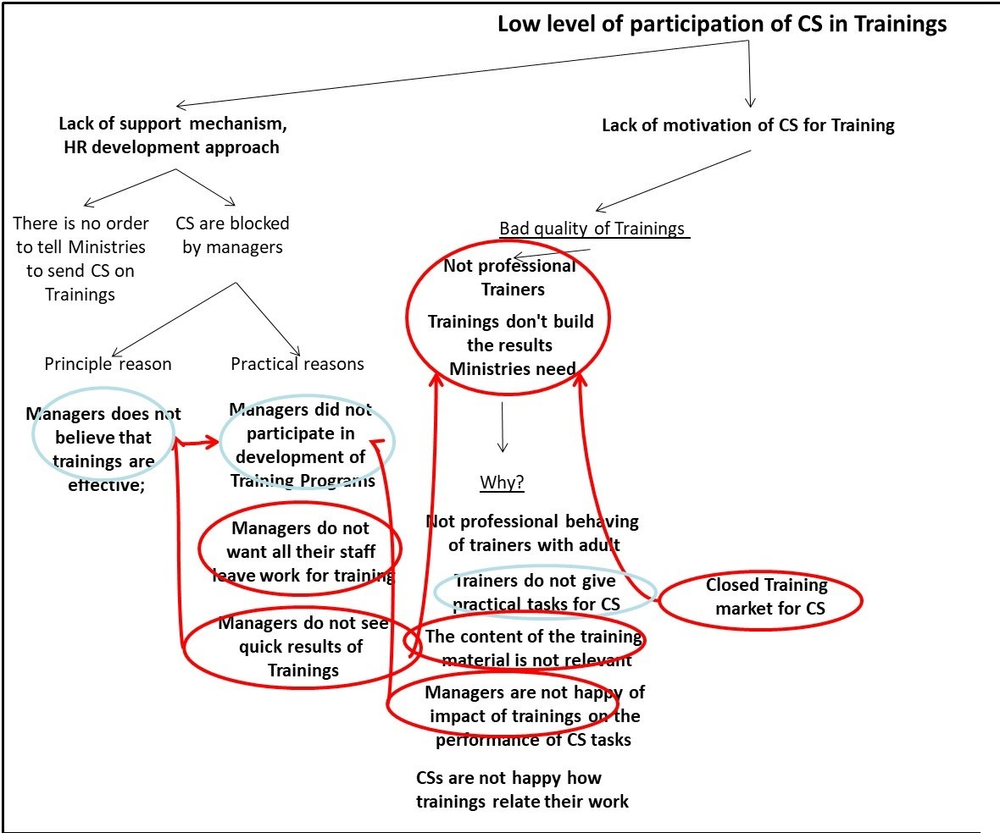 Low level of participation of CS in Trainings
Lack of support mechanism,
HR development approach
Lack of motivation of CS for Training
There is no order
to tell Ministries
to send CS on
Trainings
CS are blocked
by managers
Bad quality of Trainings
Not professional
Trainers
Trainings don't build
the results
Ministries need
Principle reason
Practical reasons
Managers does not
believe that
trainings are
effective;
Managers did not
participate in
development of
Training Programs
Managers do not
want all their staff
leave work for training
Managers do not see
quick results of
Trainings
Why?
Not professional behaving
of trainers with adult
Trainers do not give
practical tasks for CS
The content of the training
material is not relevant
Managers are not happy of
impact of trainings on the
performance of CS tasks
CSs are not happy how
trainings relate their work
Closed Training
market for CS